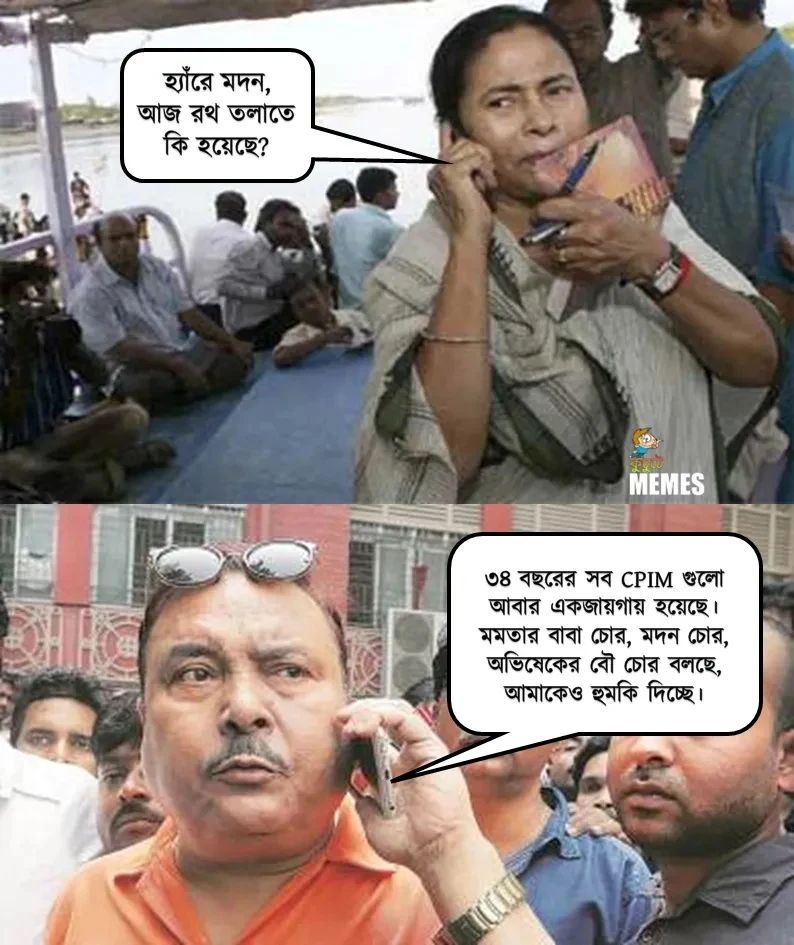 হ্যাঁরে মদন,
আজ রথ তলাতে
কি হয়েছে?
কুচুটে
MEMES
৩৪ বছরের সব CPIM গুলো
আবার একজায়গায় হয়েছে।
মমতার বাবা চোর, মদন চোর,
অভিষেকের বৌ চোর বলছে,
আমাকেও হুমকি দিচ্ছে।